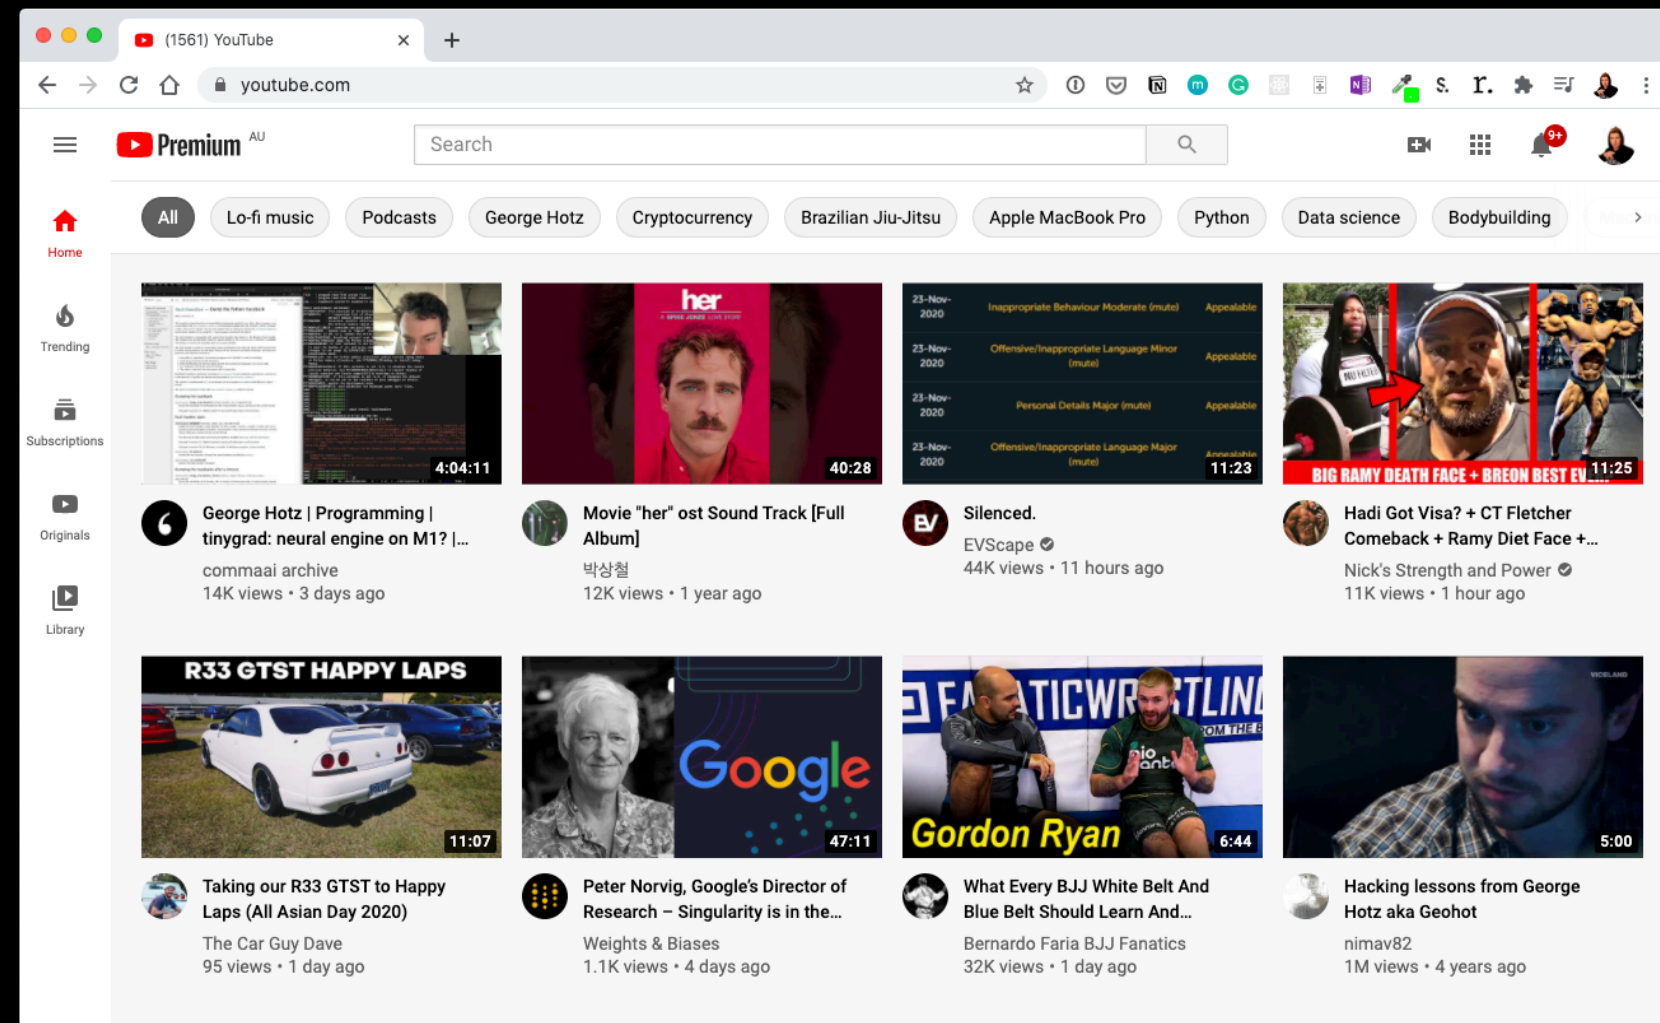 (1561) YouTube
youtube.com
Premium AU
Search
9+
Home
Trending
Subscriptions
Originals
Library
All
Lo-fi music
Podcasts
George Hotz
Cryptocurrency
Brazilian Jiu-Jitsu
Apple MacBook Pro
Python
Data science
Bodybuilding
4:04:11
George Hotz | Programming |
tinygrad: neural engine on M1? |...
commaai archive
14K views • 3 days ago
her
A SPIKE JONZE LOVE STORY
40:28
Movie "her" ost Sound Track [Full
Album]
박상철
12K views • 1 year ago
23-Nov-
2020
Inappropriate Behaviour Moderate (mute)
Appealable
23-Nov-
2020
Offensive/Inappropriate Language Minor
(mute)
Appealable
23-Nov-
2020
Personal Details Major (mute)
Appealable
23-Nov-
2020
Offensive/Inappropriate Language Major
(mute)
Appealable
11:23
EV
Silenced.
EVScape
44K views • 11 hours ago
NO FILTER
BIG RAMY DEATH FACE + BREON BEST
11:25
Hadi Got Visa? + CT Fletcher
Comeback + Ramy Diet Face +...
Nick's Strength and Power
11K views • 1 hour ago
R33 GTST HAPPY LAPS
11:07
Taking our R33 GTST to Happy
Laps (All Asian Day 2020)
The Car Guy Dave
95 views • 1 day ago
Google
47:11
Peter Norvig, Google's Director of
Research – Singularity is in the...
Weights & Biases
1.1K views • 4 days ago
Gordon Ryan
6:44
What Every BJJ White Belt And
Blue Belt Should Learn And...
Bernardo Faria BJJ Fanatics
32K views • 1 day ago
VICELAND
5:00
Hacking lessons from George
Hotz aka Geohot
nimav82
1M views • 4 years ago